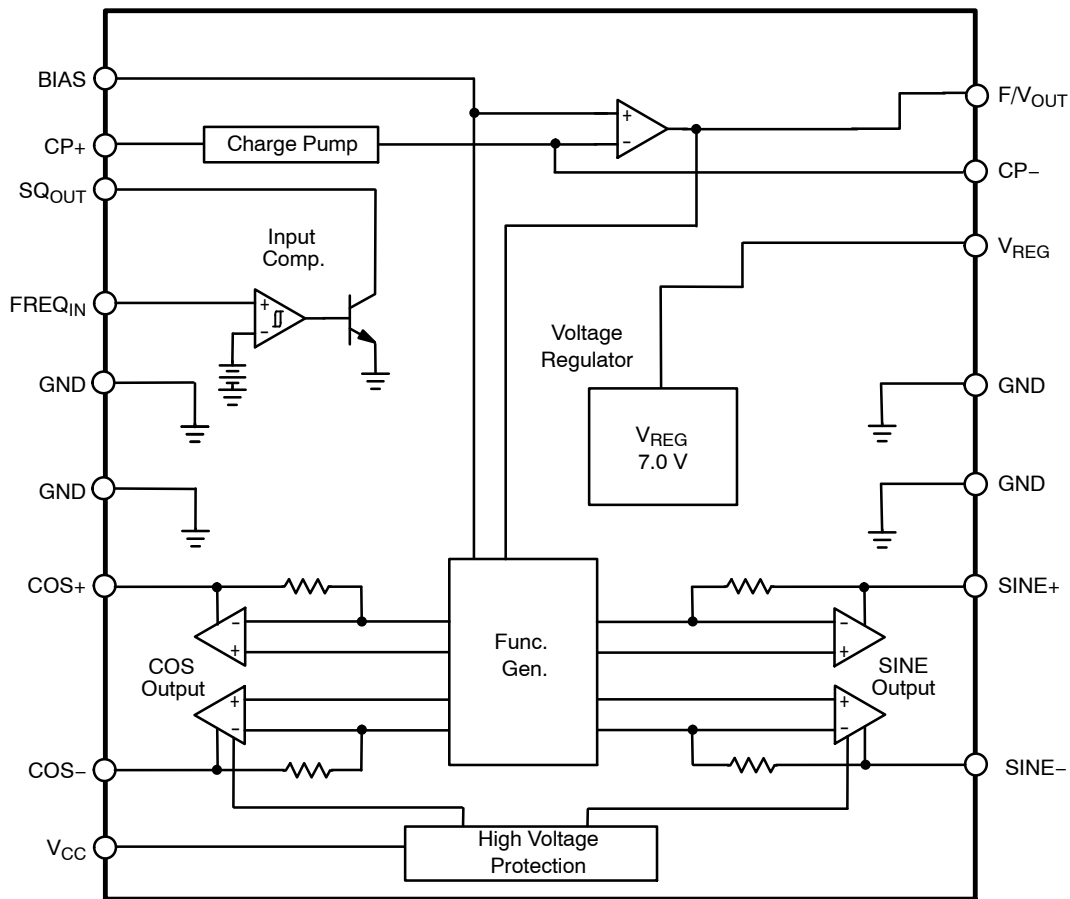 BIAS
F/VOUT
CP+
Charge Pump
+
−
CP−
SQOUT
Input
Comp.
VREG
FREQIN
+
−
Voltage
Regulator
GND
GND
VREG
7.0 V
GND
GND
COS+
SINE+
−
+
Func.
Gen.
−
+
COS
Output
SINE
Output
+
−
+
−
COS−
SINE−
VCC
High Voltage
Protection